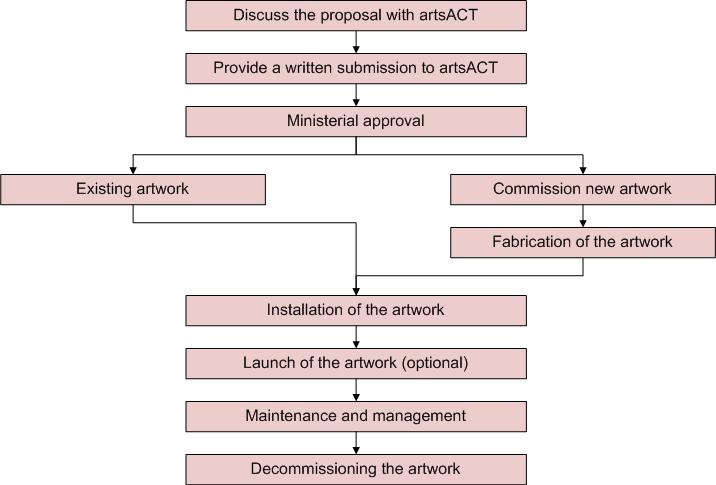 Discuss the proposal with artsACT
Provide a written submission to artsACT
Ministerial approval
Existing artwork
Commission new artwork
Fabrication of the artwork
Installation of the artwork
Launch of the artwork (optional)
Maintenance and management
Decommissioning the artwork